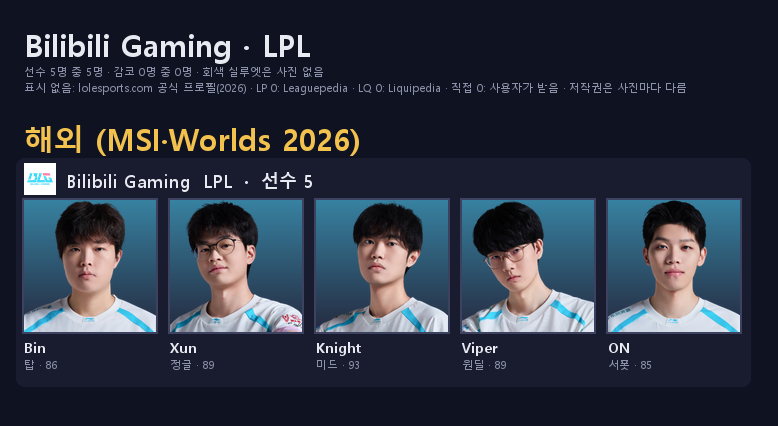 Bilibili Gaming · LPL
선수 5명 중 5명 · 감코 0명 중 0명 · 회색 실루엣은 사진 없음
표시 없음: lolesports.com 공식 프로필(2026) · LP 0: Leaguepedia · LQ 0: Liquipedia · 직접 0: 사용자가 받음 · 저작권은 사진마다 다름
해외 (MSI·Worlds 2026)
BLG
Bilibili Gaming LPL · 선수 5
Bin
탑 · 86
Xun
정글 · 89
Knight
미드 · 93
Viper
원딜 · 89
ON
서폿 · 85